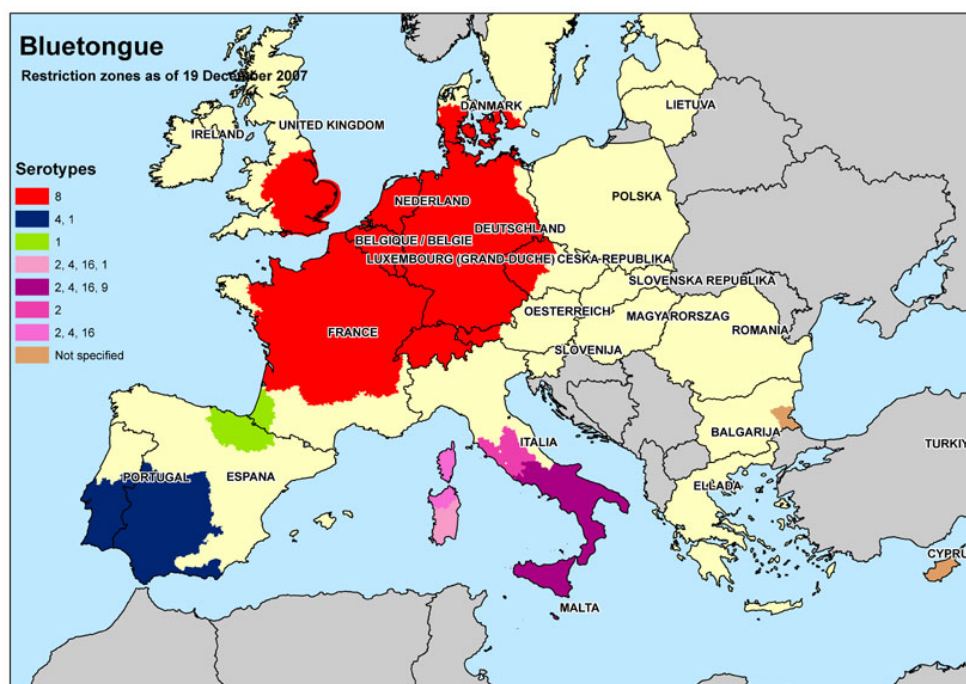 Bluetongue
Restriction zones as of 19 December 2007
Serotypes
8
4, 1
1
2, 4, 16, 1
2, 4, 16, 9
2
2, 4, 16
Not specified
IRELAND
UNITED KINGDOM
DANMARK
LIETUVA
NEDERLAND
POLSKA
BELGIQUE / BELGIE
DEUTSCHLAND
LUXEMBOURG (GRAND-DUCHE)
CESKA REPUBLIKA
SLOVENSKA REPUBLIKA
OESTERREICH
MAGYARORSZAG
FRANCE
ROMANIA
SLOVENIJA
ITALIA
BALGARIJA
TURKIY
PORTUGAL
ESPANA
ELLADA
CYPRU
MALTA